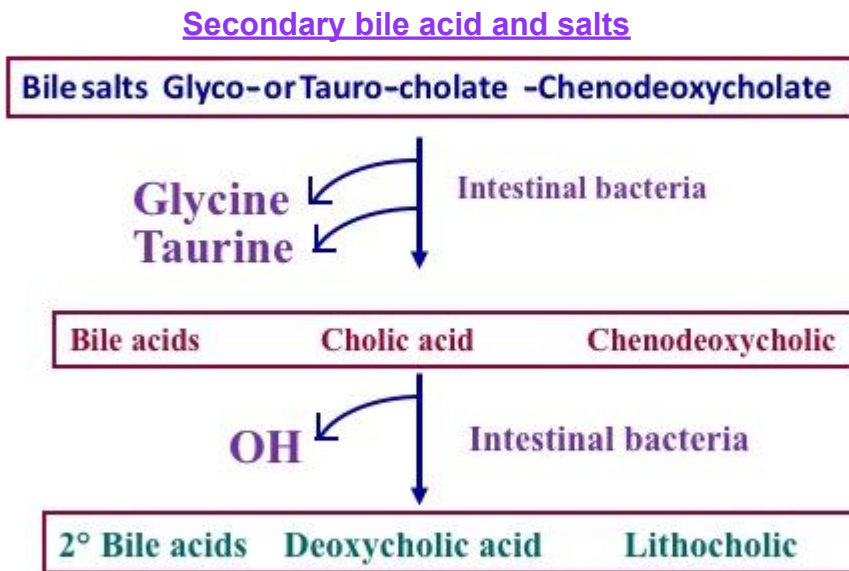 Secondary bile acid and salts
Bile salts Glyco-or Tauro-cholate -Chenodeoxycholate
Glycine
Intestinal bacteria
Taurine
Bile acids Cholic acid Chenodeoxycholic
OH
Intestinal bacteria
2° Bile acids Deoxycholic acid Lithocholic